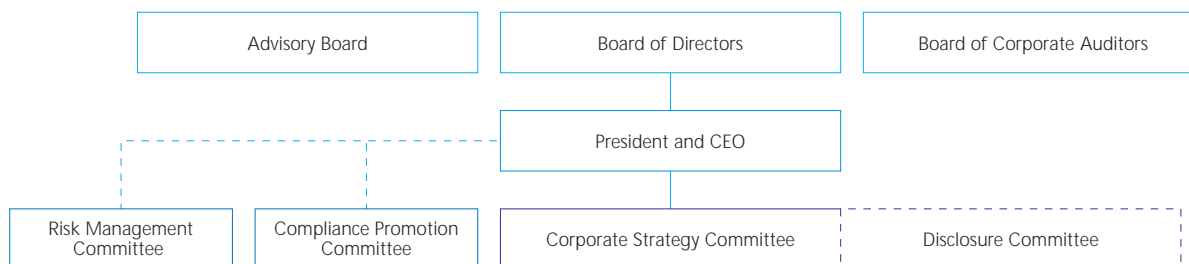 Advisory Board
Board of Directors
Board of Corporate Auditors
President and CEO
Risk Management
Committee
Compliance Promotion
Committee
Corporate Strategy Committee
Disclosure Committee